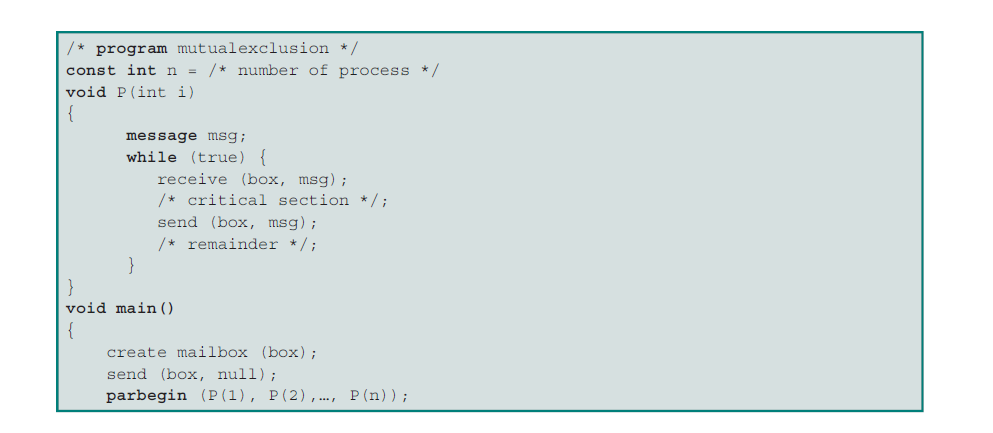 /* program mutualexclusion */
const int n = /* number of process */
void P(int i)
{
message msg;
while (true) {
receive (box, msg);
/* critical section */;
send (box, msg);
/* remainder */;
}
}
void main()
{
create mailbox (box);
send (box, null);
parbegin (P(1), P(2),…, P(n));